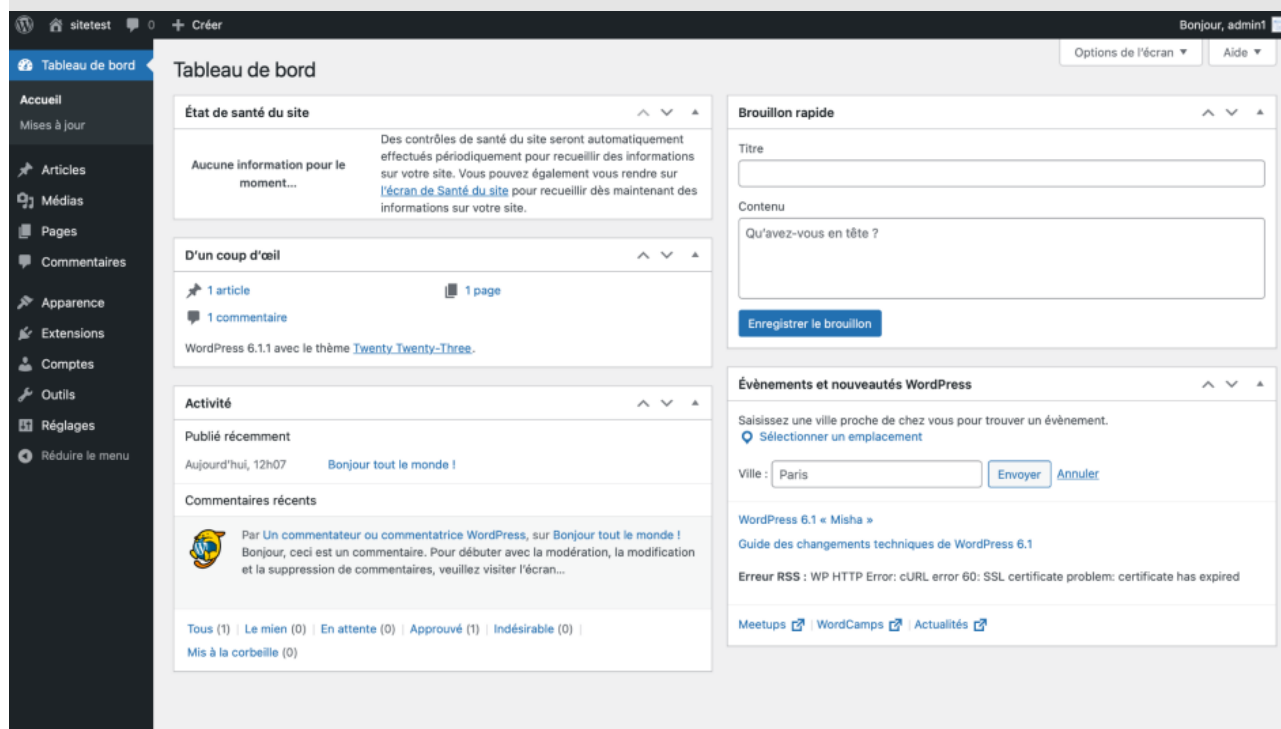 sitetest 0 + Créer
Bonjour, admin1
Tableau de bord
Accueil
Mises à jour
Articles
Médias
Pages
Commentaires
Apparence
Extensions
Comptes
Outils
Réglages
Réduire le menu
Options de l'écran ▼
Aide ▼
Tableau de bord
État de santé du site
Aucune information pour le
moment...
Des contrôles de santé du site seront automatiquement
effectués périodiquement pour recueillir des informations
sur votre site. Vous pouvez également vous rendre sur
l'écran de Santé du site pour recueillir dès maintenant des
informations sur votre site.
D'un coup d'œil
1 article
1 page
1 commentaire
WordPress 6.1.1 avec le thème Twenty Twenty-Three.
Activité
Publié récemment
Aujourd'hui, 12h07 Bonjour tout le monde !
Commentaires récents
Par Un commentateur ou commentatrice WordPress, sur Bonjour tout le monde !
Bonjour, ceci est un commentaire. Pour débuter avec la modération, la modification
et la suppression de commentaires, veuillez visiter l'écran...
Tous (1) | Le mien (0) | En attente (0) | Approuvé (1) | Indésirable (0) |
Mis à la corbeille (0)
Brouillon rapide
Titre
Contenu
Qu'avez-vous en tête ?
Enregistrer le brouillon
Évènements et nouveautés WordPress
Saisissez une ville proche de chez vous pour trouver un évènement.
Sélectionner un emplacement
Ville : Paris Envoyer Annuler
WordPress 6.1 « Misha »
Guide des changements techniques de WordPress 6.1
Erreur RSS : WP HTTP Error: cURL error 60: SSL certificate problem: certificate has expired
Meetups | WordCamps | Actualités